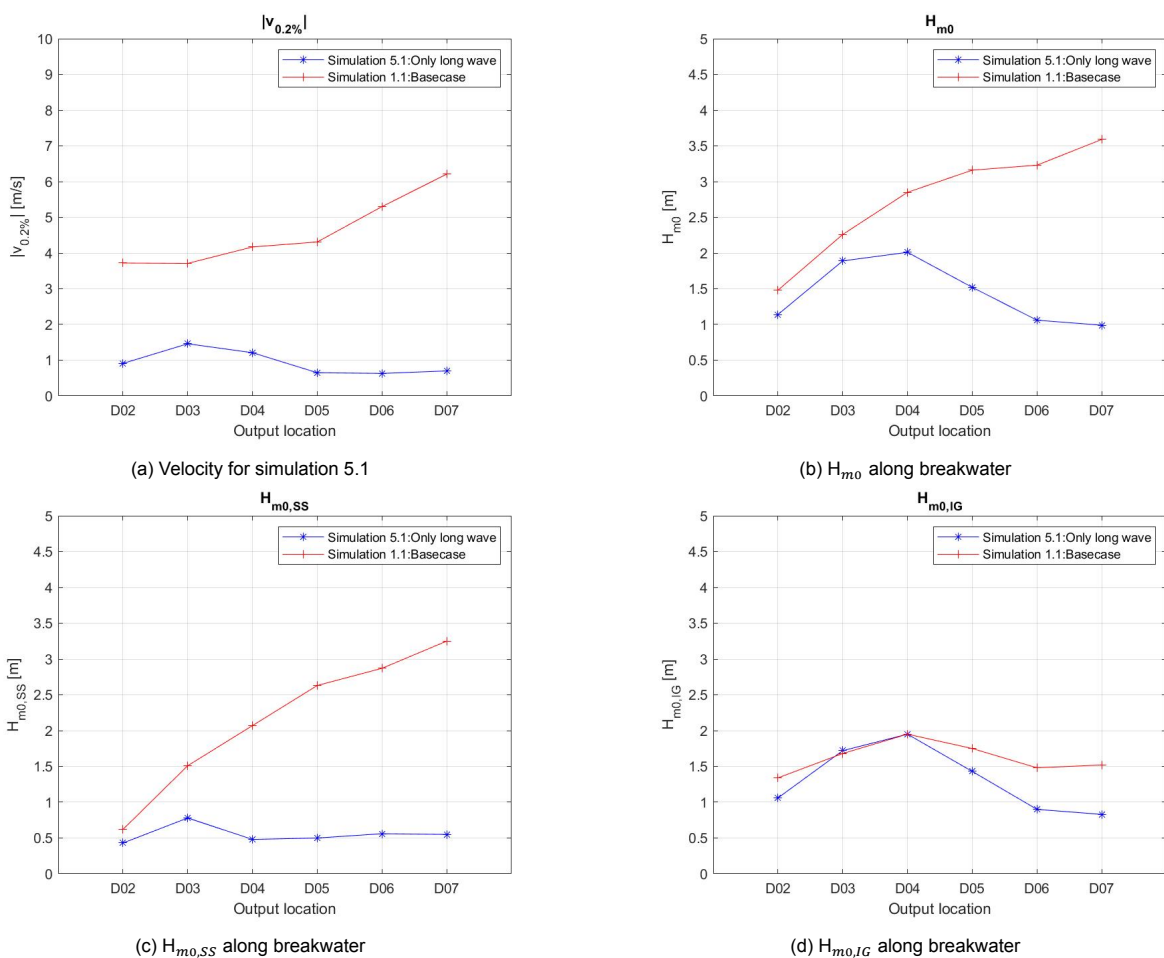 |v0.2%|
10
9
8
7
6
5
4
3
2
1
0
|v0.2%| [m/s]
Simulation 5.1:Only long wave
Simulation 1.1:Basecase
D02 D03 D04 D05 D06 D07
Output location
(a) Velocity for simulation 5.1
Hm0
5
4.5
4
3.5
3
2.5
2
1.5
1
0.5
0
Hm0 [m]
Simulation 5.1:Only long wave
Simulation 1.1:Basecase
D02 D03 D04 D05 D06 D07
Output location
(b) Hm0 along breakwater
Hm0,SS
5
4.5
4
3.5
3
2.5
2
1.5
1
0.5
0
Hm0,SS [m]
Simulation 5.1:Only long wave
Simulation 1.1:Basecase
D02 D03 D04 D05 D06 D07
Output location
(c) Hm0,SS along breakwater
Hm0,IG
5
4.5
4
3.5
3
2.5
2
1.5
1
0.5
0
Hm0,IG [m]
Simulation 5.1:Only long wave
Simulation 1.1:Basecase
D02 D03 D04 D05 D06 D07
Output location
(d) Hm0,IG along breakwater